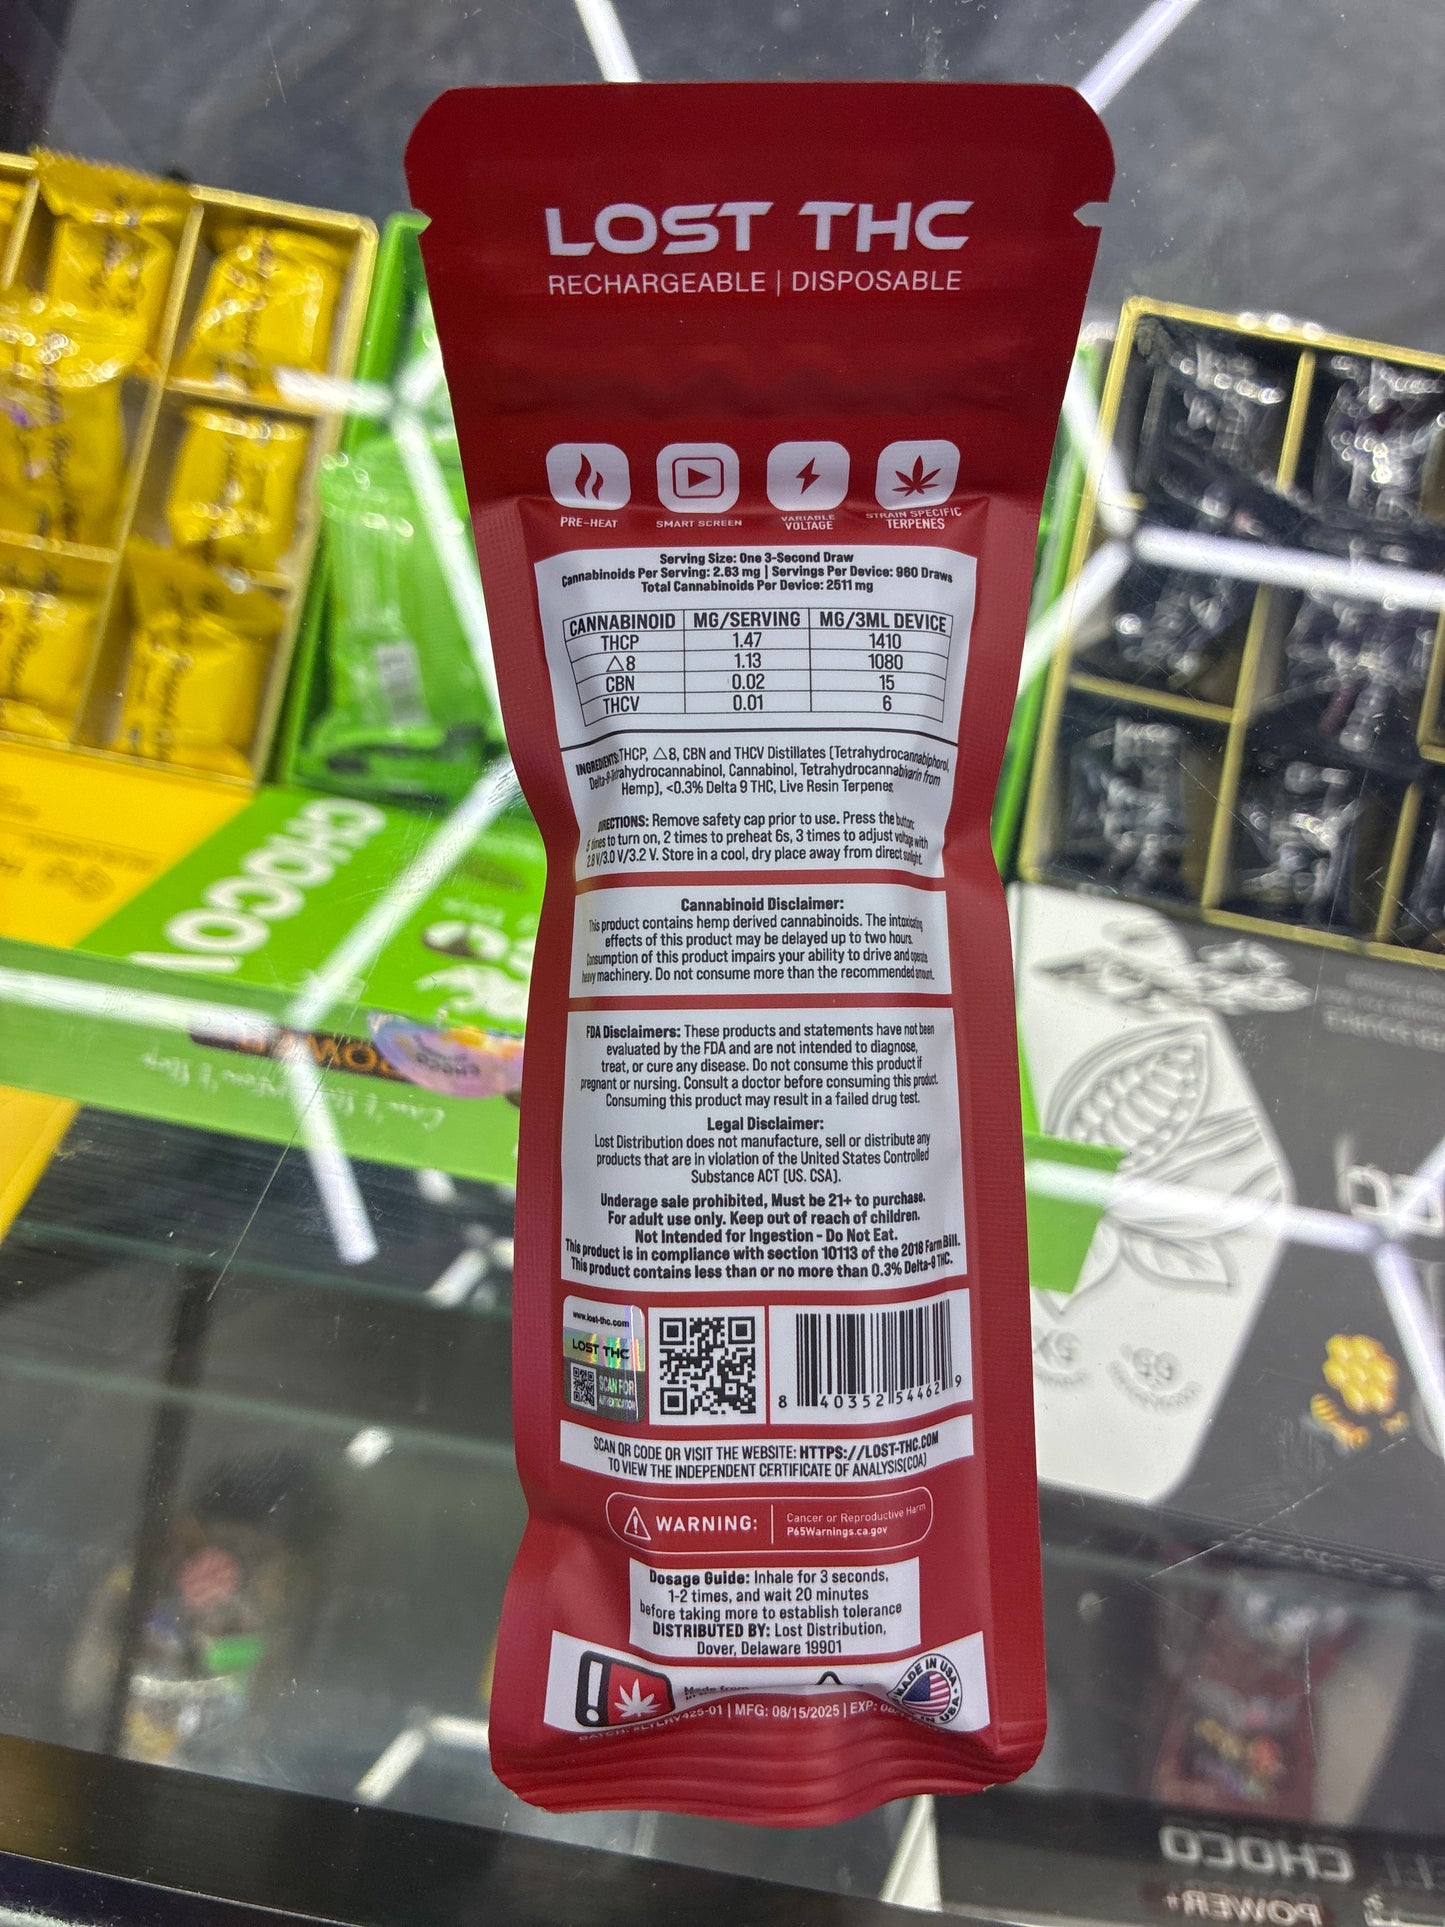 LOST THC
RECHARGEABLE | DISPOSABLE
PRE-HEAT
SMART SCREEN
VARIABLE
VOLTAGE
STRAIN SPECIFIC
TERPENES
Serving Size: One 3-Second Draw
Cannabinoids Per Serving: 2.63 mg | Servings Per Device: 960 Draws
Total Cannabinoids Per Device: 2511 mg
CANNABINOID MG/SERVING MG/3ML DEVICE
THCP 1.47 1410
△8 1.13 1080
CBN 0.02 15
THCV 0.01 6
INGREDIENTS: THCP, △8, CBN and THCV Distillates (Tetrahydrocannabiphorol,
Delta-8-Tetrahydrocannabinol, Cannabinol, Tetrahydrocannabivarin from
Hemp), <0.3% Delta 9 THC, Live Resin Terpenes
DIRECTIONS: Remove safety cap prior to use. Press the button:
5 times to turn on, 2 times to preheat 6s, 3 times to adjust voltage with
2.8 V/3.0 V/3.2 V. Store in a cool, dry place away from direct sunlight.
Cannabinoid Disclaimer:
This product contains hemp derived cannabinoids. The intoxicating
effects of this product may be delayed up to two hours.
Consumption of this product impairs your ability to drive and operate
heavy machinery. Do not consume more than the recommended amount.
FDA Disclaimers: These products and statements have not been
evaluated by the FDA and are not intended to diagnose,
treat, or cure any disease. Do not consume this product if
pregnant or nursing. Consult a doctor before consuming this product.
Consuming this product may result in a failed drug test.
Legal Disclaimer:
Lost Distribution does not manufacture, sell or distribute any
products that are in violation of the United States Controlled
Substance ACT (US. CSA).
Underage sale prohibited, Must be 21+ to purchase.
For adult use only. Keep out of reach of children.
Not Intended for Ingestion - Do Not Eat.
This product is in compliance with section 10113 of the 2018 Farm Bill.
This product contains less than or no more than 0.3% Delta-9 THC.
www.lost-thc.com
LOST THC
SCAN FOR
AUTHENTICATION
8 40352 54462 9
SCAN QR CODE OR VISIT THE WEBSITE: HTTPS://LOST-THC.COM
TO VIEW THE INDEPENDENT CERTIFICATE OF ANALYSIS(COA)
WARNING:
Cancer or Reproductive Harm
P65Warnings.ca.gov
Dosage Guide: Inhale for 3 seconds,
1-2 times, and wait 20 minutes
before taking more to establish tolerance
DISTRIBUTED BY: Lost Distribution,
Dover, Delaware 19901
Made from
MADE IN USA
-01 | MFG: 08/15/2025 | EXP:
CHOCO
CHOCO
POWER+